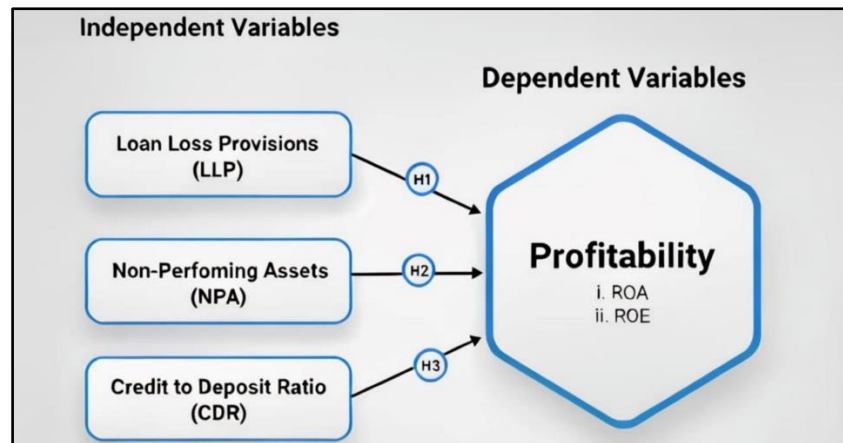 Independent Variables
Dependent Variables
Loan Loss Provisions
(LLP)
H1
Non-Perfoming Assets
(NPA)
H2
Credit to Deposit Ratio
(CDR)
H3
Profitability
i. ROA
ii. ROE